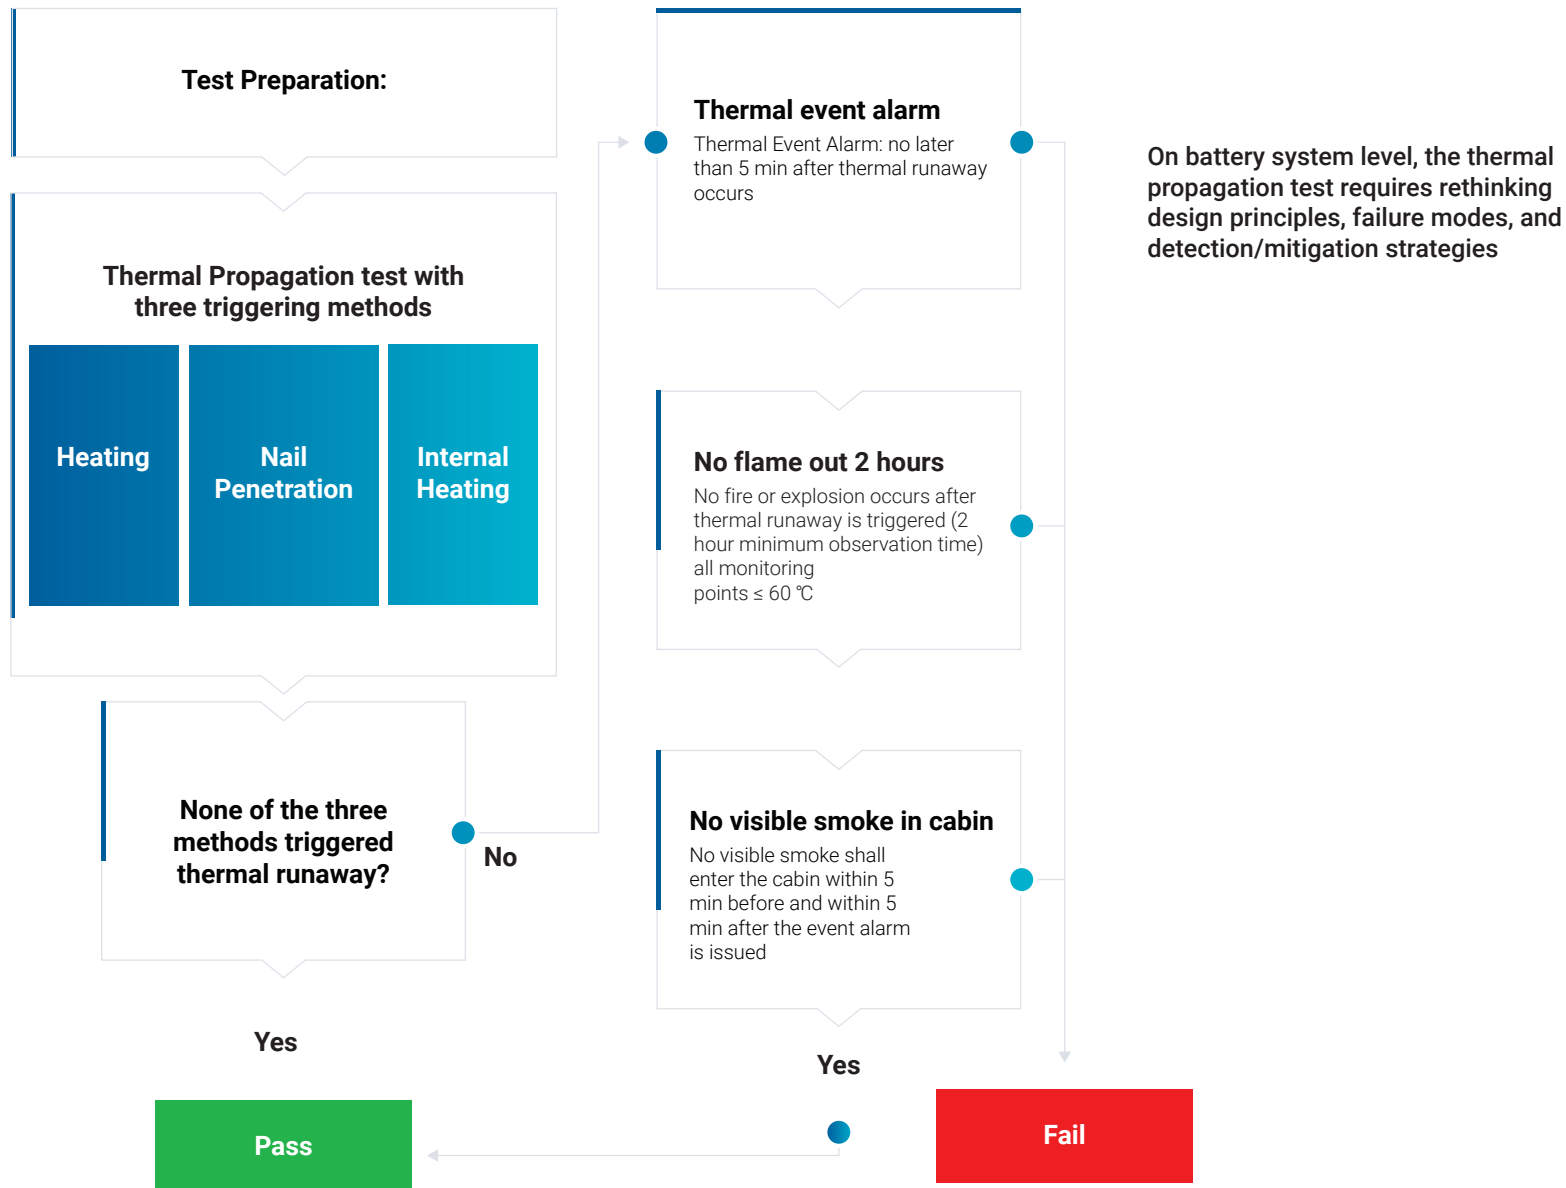 Test Preparation:
Thermal Propagation test with
three triggering methods
Heating
Nail
Penetration
Internal
Heating
None of the three
methods triggered
thermal runaway?
No
Yes
Pass
Thermal event alarm
Thermal Event Alarm: no later
than 5 min after thermal runaway
occurs
No flame out 2 hours
No fire or explosion occurs after
thermal runaway is triggered (2
hour minimum observation time)
all monitoring
points ≤ 60 ℃
No visible smoke in cabin
No visible smoke shall
enter the cabin within 5
min before and within 5
min after the event alarm
is issued
Yes
Fail
On battery system level, the thermal
propagation test requires rethinking
design principles, failure modes, and
detection/mitigation strategies